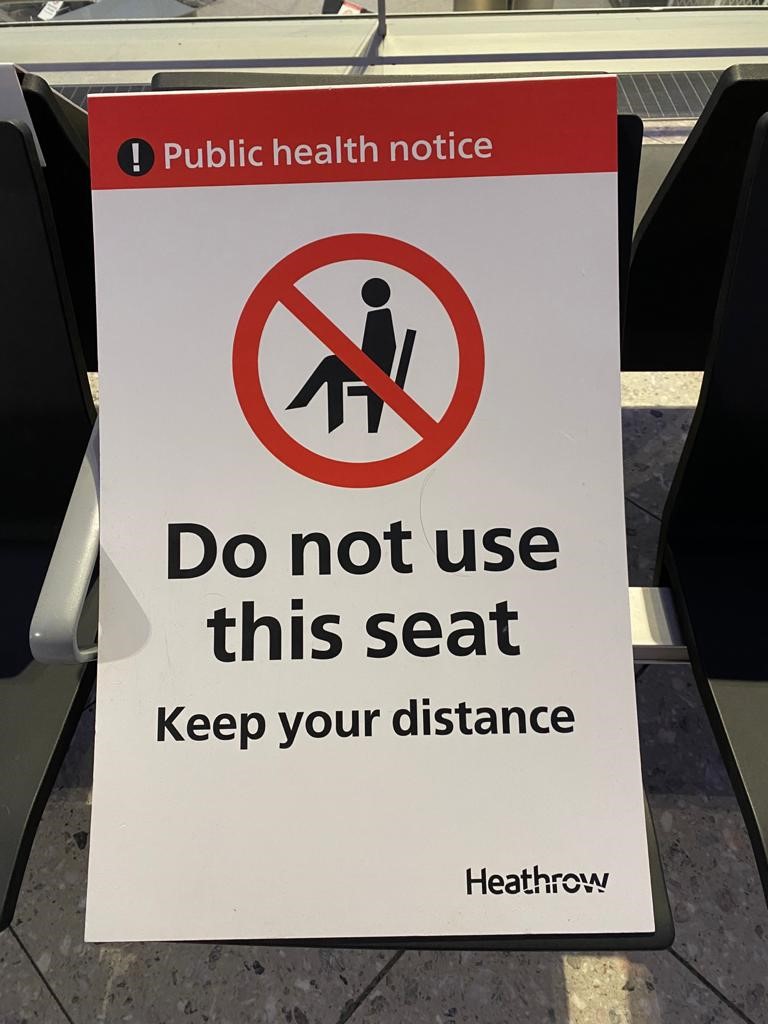 ! Public health notice
Do not use
this seat
Keep your distance
Heathrow